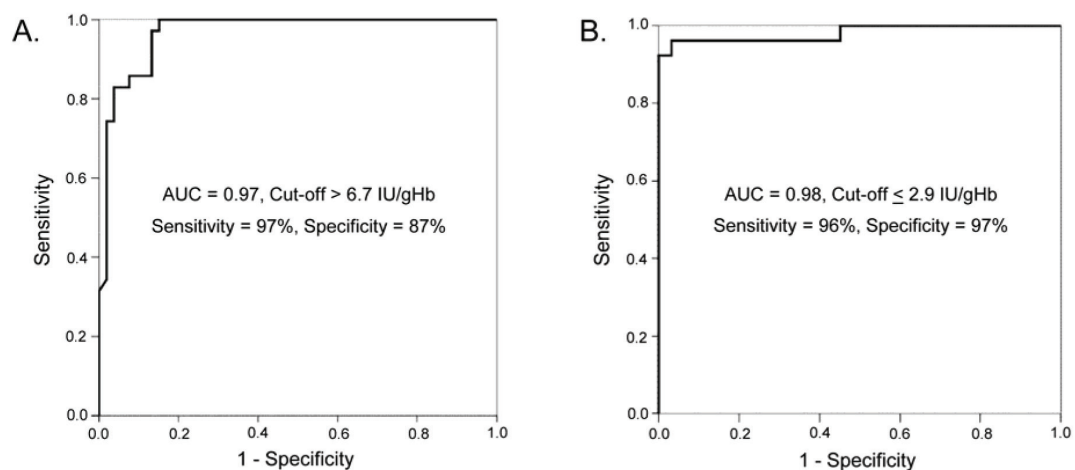 A.
1.0
0.8
0.6
0.4
0.2
0.0
Sensitivity
AUC = 0.97, Cut-off > 6.7 IU/gHb
Sensitivity = 97%, Specificity = 87%
0.0 0.2 0.4 0.6 0.8 1.0
1 - Specificity
B.
1.0
0.8
0.6
0.4
0.2
0.0
Sensitivity
AUC = 0.98, Cut-off ≤ 2.9 IU/gHb
Sensitivity = 96%, Specificity = 97%
0.0 0.2 0.4 0.6 0.8 1.0
1 - Specificity